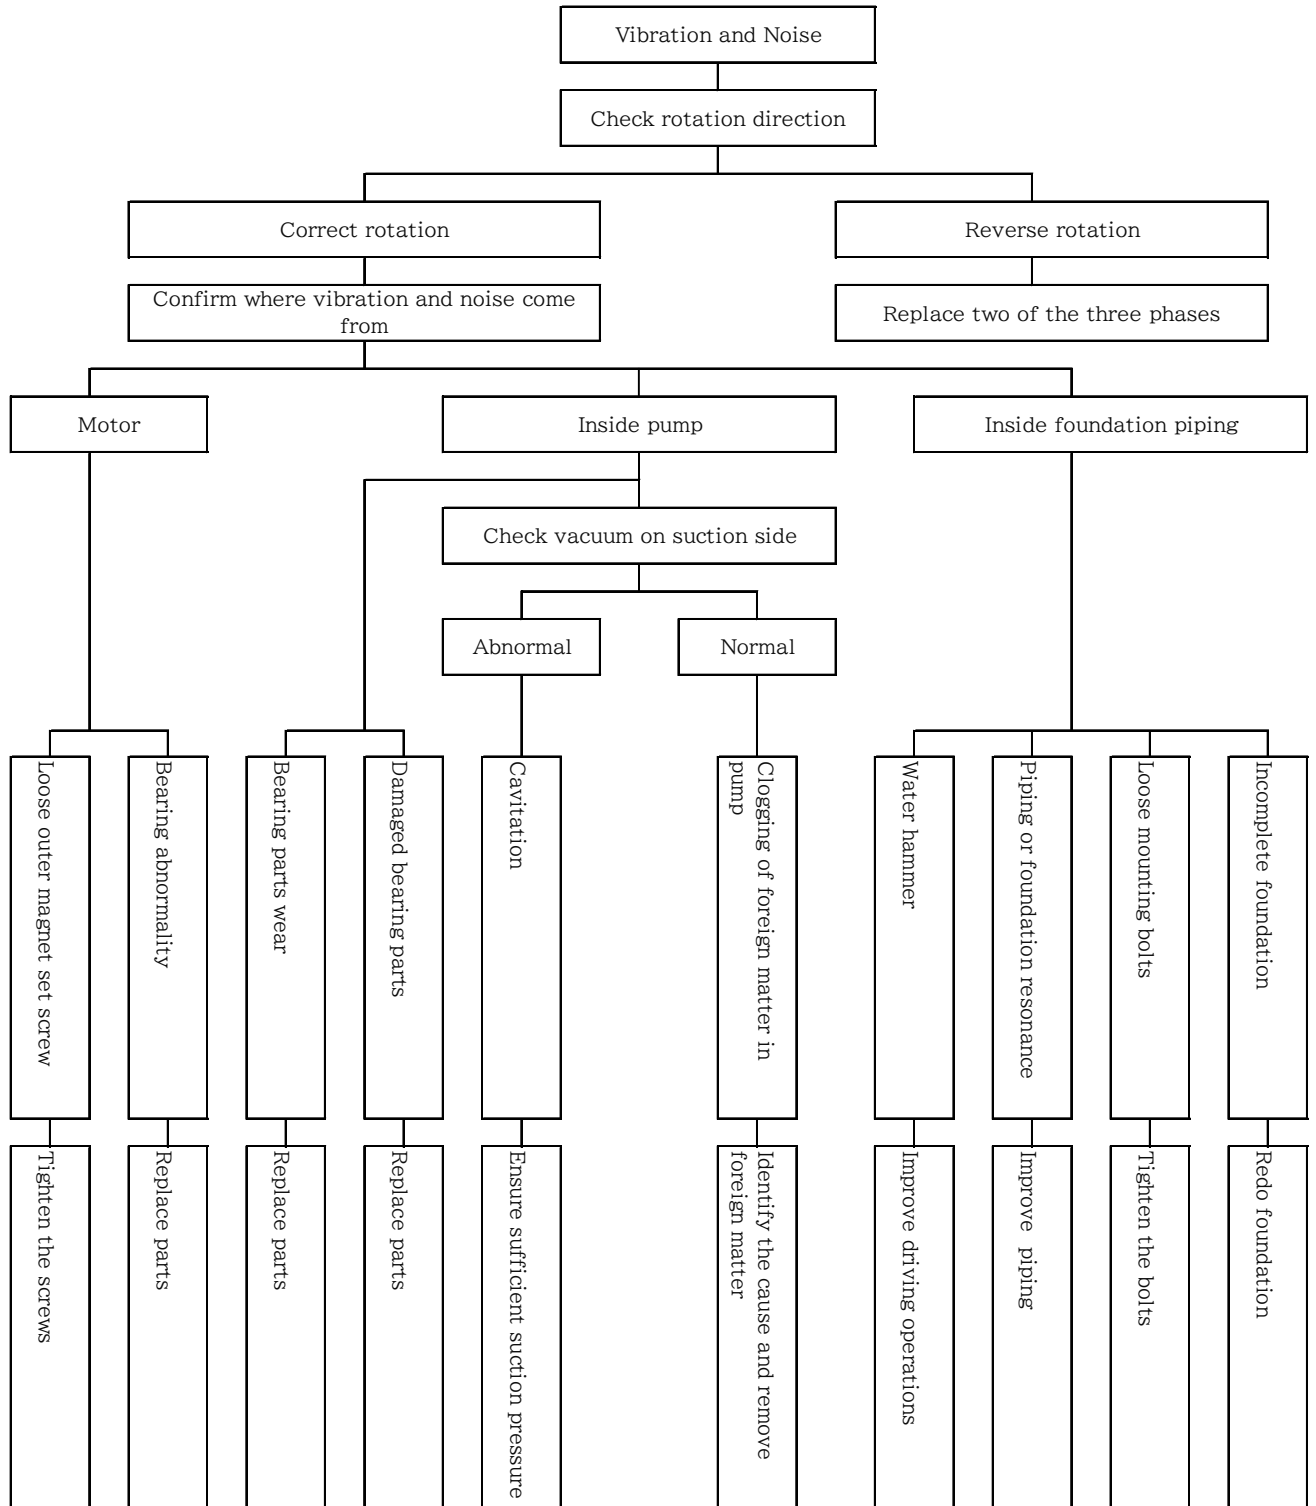 Vibration and Noise
Check rotation direction
Correct rotation
Reverse rotation
Confirm where vibration and noise come
from
Replace two of the three phases
Motor
Inside pump
Inside foundation piping
Check vacuum on suction side
Abnormal
Normal
Loose outer magnet set screw
Bearing abnormality
Bearing parts wear
Damaged bearing parts
Cavitation
Clogging of foreign matter in
pump
Water hammer
Piping or foundation resonance
Loose mounting bolts
Incomplete foundation
Tighten the screws
Replace parts
Replace parts
Replace parts
Ensure sufficient suction pressure
Identify the cause and remove
foreign matter
Improve driving operations
Improve piping
Tighten the bolts
Redo foundation